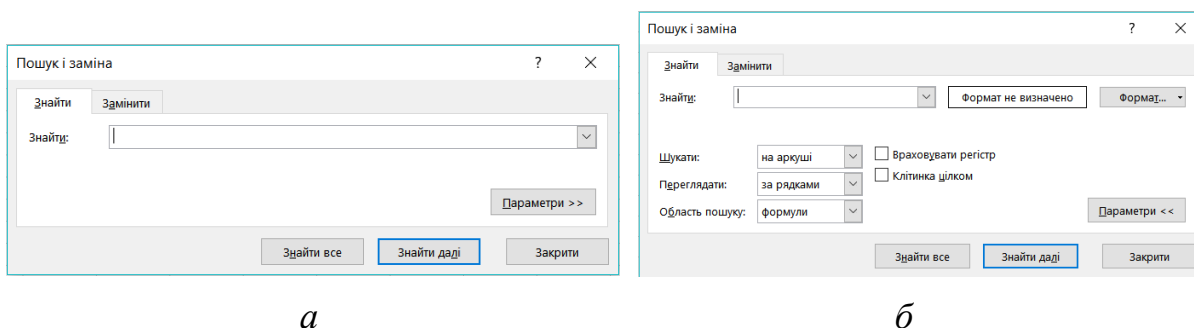 Пошук і заміна ?
Знайти Замінити
Знайти:
Параметри >>
Знайти все Знайти далі Закрити
а
Пошук і заміна ?
Знайти Замінити
Знайти: Формат не визначено Формат...
Шукати: на аркуші Враховувати регістр
Переглядати: за рядками Клітинка цілком
Область пошуку: формули Параметри <<
Знайти все Знайти далі Закрити
б